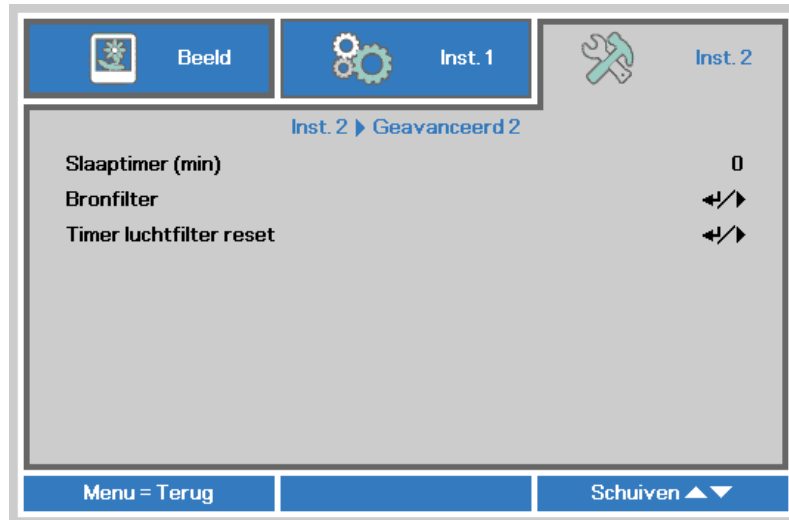 Beeld
Inst. 1
Inst. 2
Inst. 2 ▶ Geavanceerd 2
Slaaptimer (min) 0
Bronfilter ↵/▶
Timer luchtfilter reset ↵/▶
Menu = Terug
Schuiven ▲▼